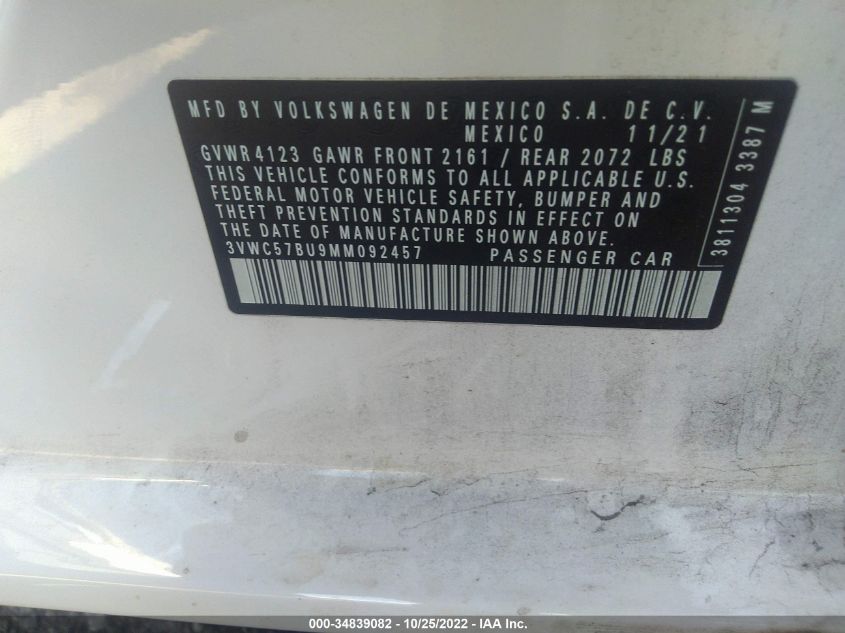 MFD BY VOLKSWAGEN DE MEXICO S.A. DE C.V.
MEXICO 11/21
GVWR 4123 GAWR FRONT 2161 / REAR 2072 LBS
THIS VEHICLE CONFORMS TO ALL APPLICABLE U.S.
FEDERAL MOTOR VEHICLE SAFETY, BUMPER AND
THEFT PREVENTION STANDARDS IN EFFECT ON
THE DATE OF MANUFACTURE SHOWN ABOVE.
3VWC57BU9MM092457 PASSENGER CAR
3811304 3387 M
000-34839082 - 10/25/2022 - IAA Inc.